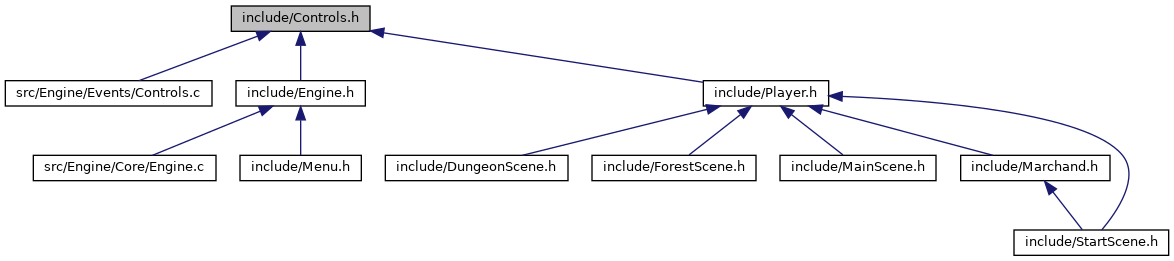 include/Controls.h
src/Engine/Events/Controls.c
include/Engine.h
include/Player.h
src/Engine/Core/Engine.c
include/Menu.h
include/DungeonScene.h
include/ForestScene.h
include/MainScene.h
include/Marchand.h
include/StartScene.h